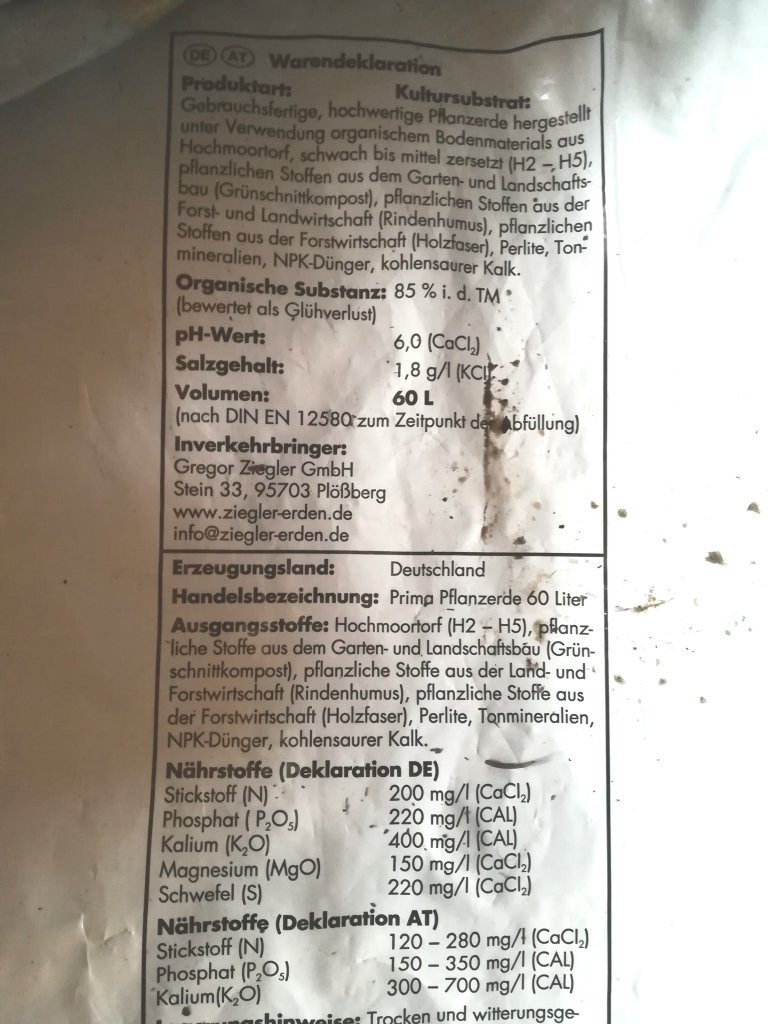 DE AT Warendeklaration
Produktart: Kultursubstrat:
Gebrauchsfertige, hochwertige Pflanzerde hergestellt
unter Verwendung organischem Bodenmaterials aus
Hochmoortorf, schwach bis mittel zersetzt (H2 – H5),
pflanzlichen Stoffen aus dem Garten- und Landschafts-
bau (Grünschnittkompost), pflanzlichen Stoffen aus der
Forst- und Landwirtschaft (Rindenhumus), pflanzlichen
Stoffen aus der Forstwirtschaft (Holzfaser), Perlite, Ton-
mineralien, NPK-Dünger, kohlensaurer Kalk.
Organische Substanz: 85 % i. d. TM
(bewertet als Glühverlust)
pH-Wert: 6,0 (CaCl₂)
Salzgehalt: 1,8 g/l (KCl)
Volumen: 60 L
(nach DIN EN 12580 zum Zeitpunkt der Abfüllung)
Inverkehrbringer:
Gregor Ziegler GmbH
Stein 33, 95703 Plößberg
www.ziegler-erden.de
info@ziegler-erden.de
Erzeugungsland: Deutschland
Handelsbezeichnung: Prima Pflanzerde 60 Liter
Ausgangsstoffe: Hochmoortorf (H2 – H5), pflanz-
liche Stoffe aus dem Garten- und Landschaftsbau (Grün-
schnittkompost), pflanzliche Stoffe aus der Land- und
Forstwirtschaft (Rindenhumus), pflanzliche Stoffe aus
der Forstwirtschaft (Holzfaser), Perlite, Tonmineralien,
NPK-Dünger, kohlensaurer Kalk.
Nährstoffe (Deklaration DE)
Stickstoff (N) 200 mg/l (CaCl₂)
Phosphat ( P₂O₅) 220 mg/l (CAL)
Kalium (K₂O) 400 mg/l (CAL)
Magnesium (MgO) 150 mg/l (CaCl₂)
Schwefel (S) 220 mg/l (CaCl₂)
Nährstoffe (Deklaration AT)
Stickstoff (N) 120 – 280 mg/l (CaCl₂)
Phosphat (P₂O₅) 150 – 350 mg/l (CAL)
Kalium(K₂O) 300 – 700 mg/l (CAL)
Lagerungshinweise: Trocken und witterungsge-